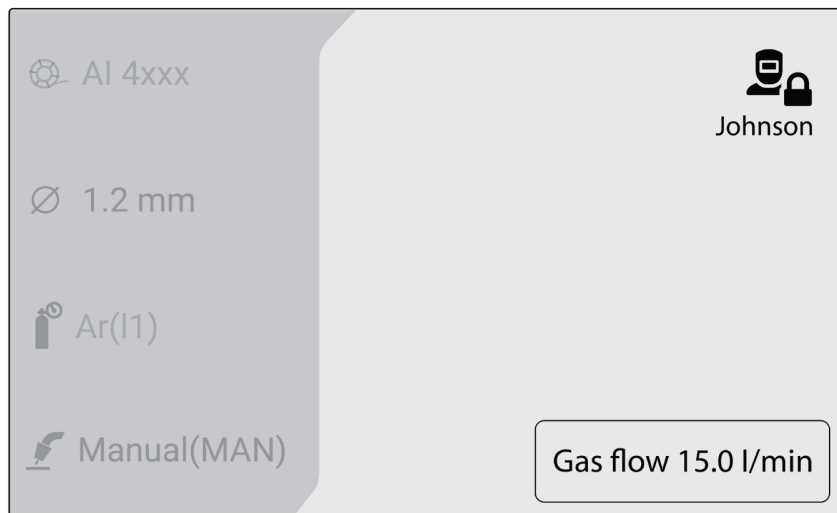 Al 4xxx
Johnson
1.2 mm
Ar(I1)
Manual(MAN)
Gas flow 15.0 l/min